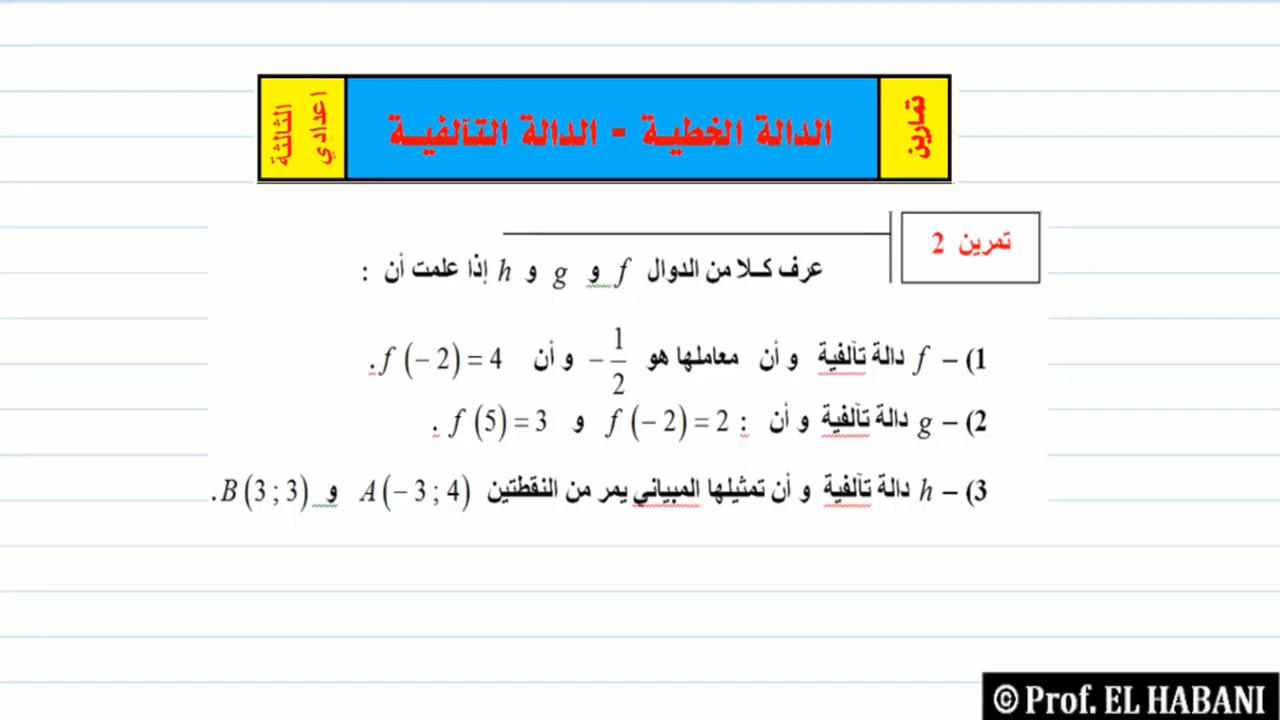 تمارين
الدالة الخطية - الدالة التآلفية
الثالثة
اعدادي
تمرين 2
عرف كلا من الدوال f و g و h إذا علمت أن :
1) – f دالة تآلفية و أن معاملها هو -1/2 و أن f(-2)=4.
2) – g دالة تآلفية و أن : f(-2)=2 و f(5)=3.
3) – h دالة تآلفية و أن تمثيلها المبياني يمر من النقطتين A(-3;4) و B(3;3).
© Prof. EL HABANI